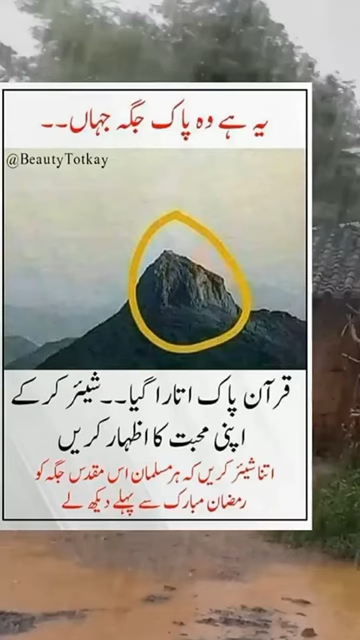 یہ ہے وہ پاک جگہ جہاں۔۔
@BeautyTotkay
قرآن پاک اتارا گیا۔۔شیئر کر کے
اپنی محبت کا اظہار کریں
اتنا شیئر کریں کہ ہر مسلمان اس مقدس جگہ کو
رمضان مبارک سے پہلے دیکھ لے